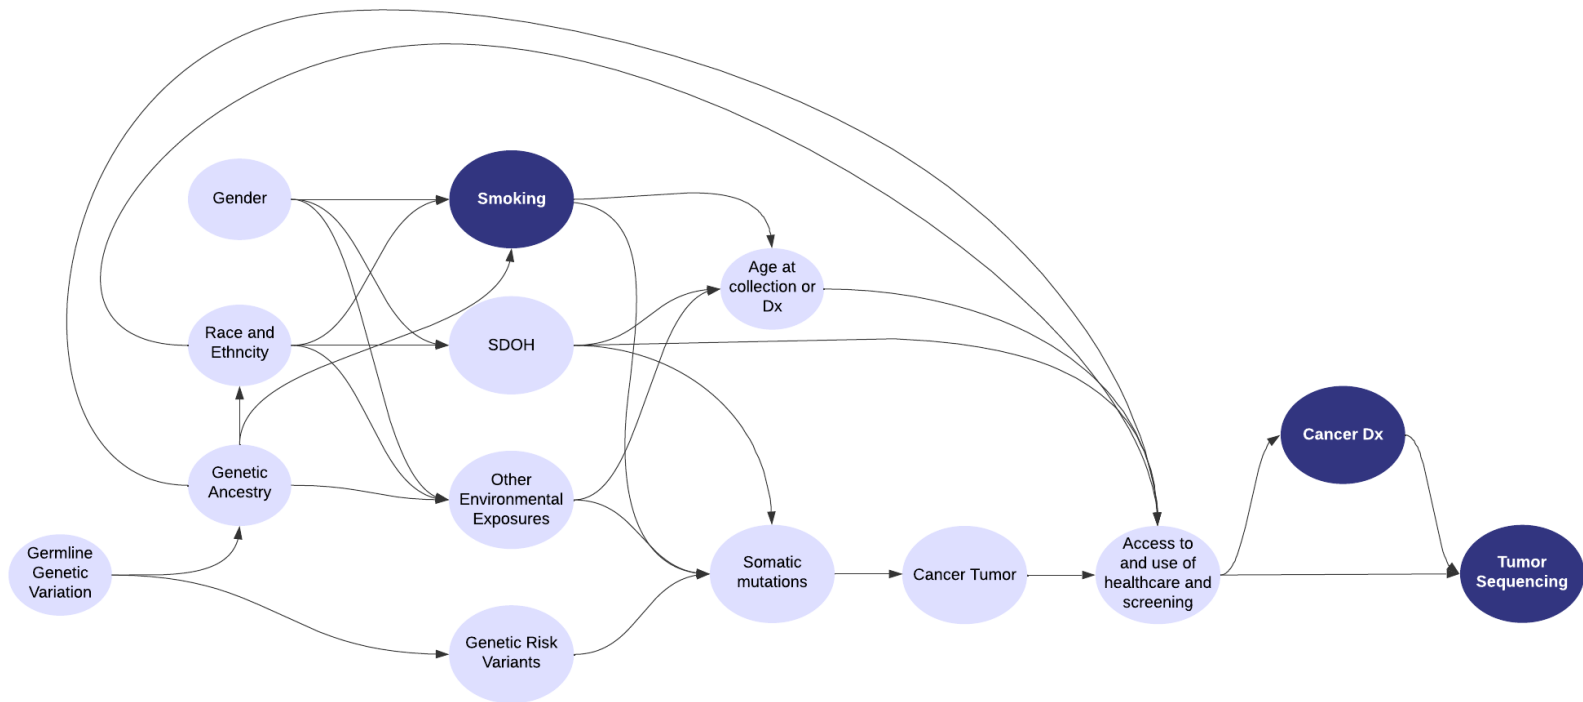 Gender
Smoking
Age at
collection or
Dx
Race and
Ethncity
SDOH
Genetic
Ancestry
Other
Environmental
Exposures
Cancer Dx
Germline
Genetic
Variation
Somatic
mutations
Cancer Tumor
Access to
and use of
healthcare and
screening
Tumor
Sequencing
Genetic Risk
Variants